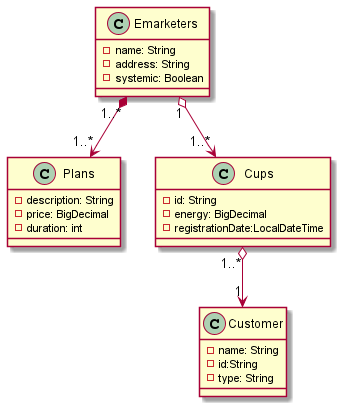 C Emarketers
name: String
address: String
systemic: Boolean
1..* 1
1..* 1..*
C Plans
description: String
price: BigDecimal
duration: int
C Cups
id: String
energy: BigDecimal
registrationDate:LocalDateTime
1..*
1
C Customer
name: String
id:String
type: String